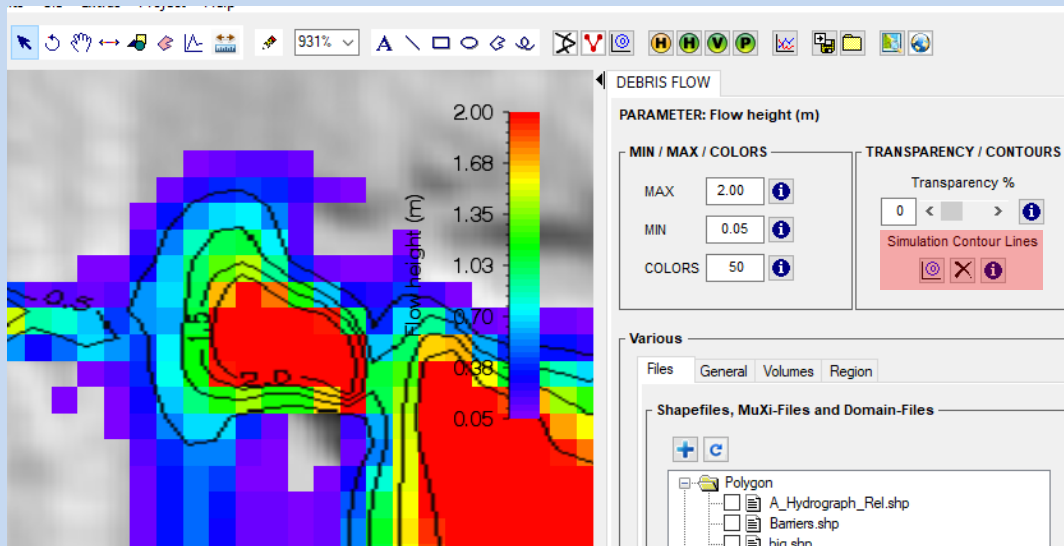 931%
A
H H V P
DEBRIS FLOW
PARAMETER: Flow height (m)
MIN / MAX / COLORS
MAX 2.00
MIN 0.05
COLORS 50
TRANSPARENCY / CONTOURS
Transparency %
0
Simulation Contour Lines
2.00
1.68
1.35
1.03
0.70
0.38
0.05
Flow height (m)
0.5
1.5
2.0
Various
Files General Volumes Region
Shapefiles, MuXi-Files and Domain-Files
Polygon
A_Hydrograph_Rel.shp
Barriers.shp
big.shp